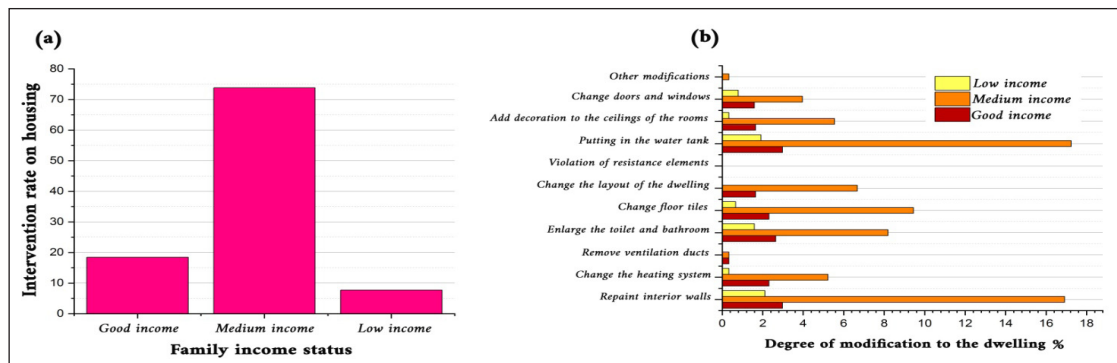 (a)
80
70
60
50
40
30
20
10
0
Intervention rate on housing
Good income
Medium income
Low income
Family income status
(b)
Low income
Medium income
Good income
Other modifications
Change doors and windows
Add decoration to the ceilings of the rooms
Putting in the water tank
Violation of resistance elements
Change the layout of the dwelling
Change floor tiles
Enlarge the toilet and bathroom
Remove ventilation ducts
Change the heating system
Repaint interior walls
0 2 4 6 8 10 12 14 16 18
Degree of modification to the dwelling %